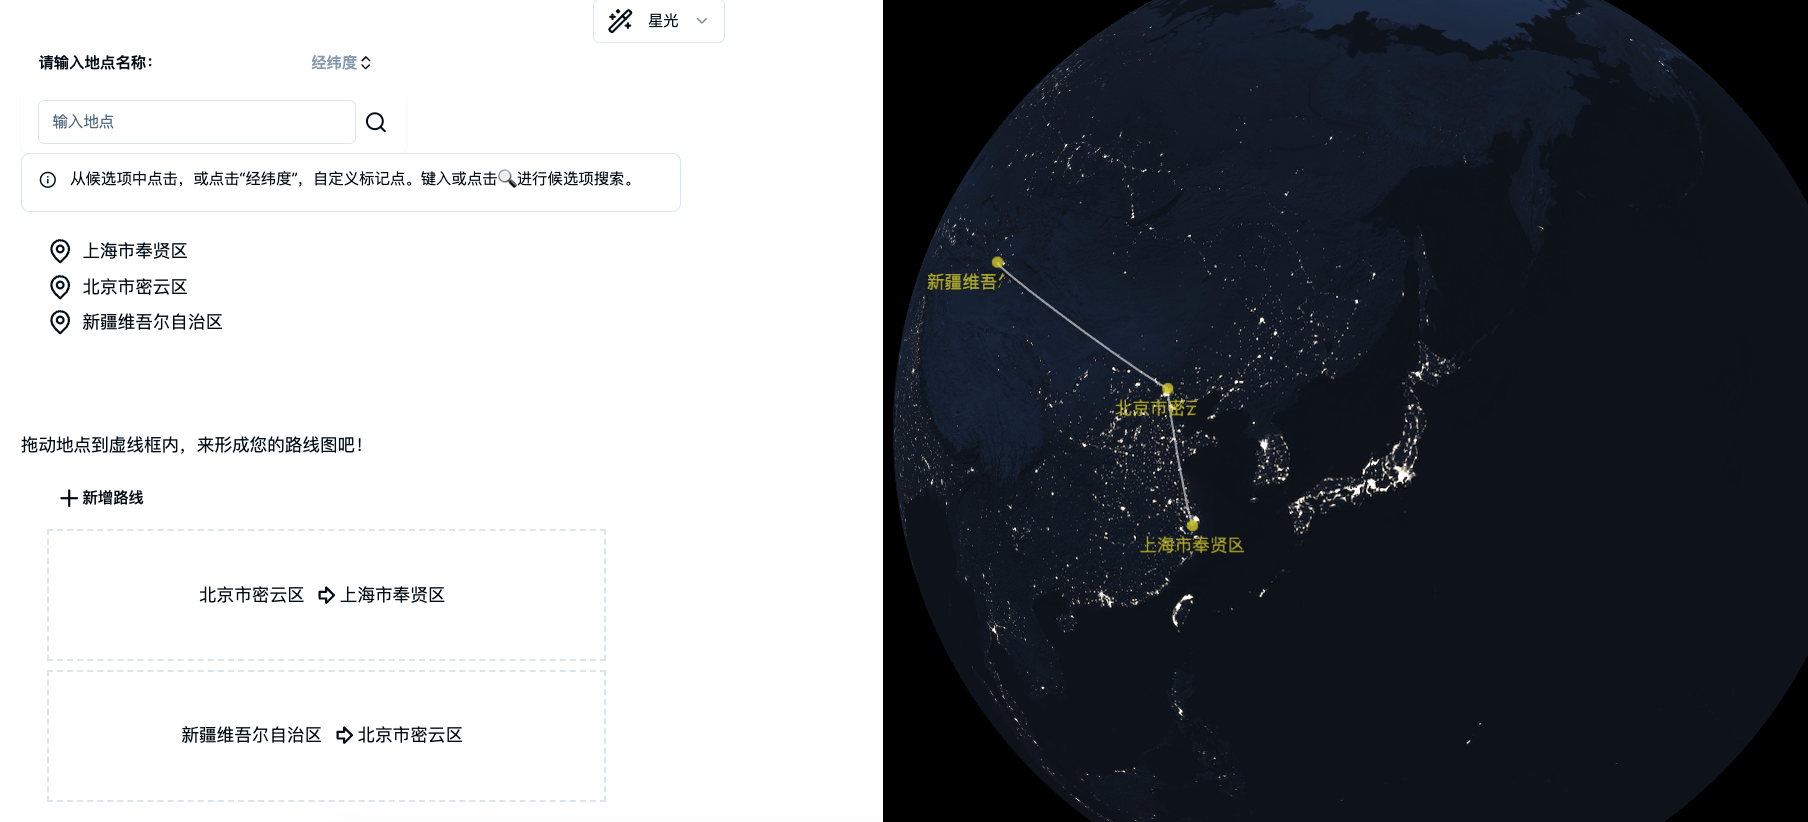 星光
请输入地点名称：
经纬度
输入地点
从候选项中点击，或点击“经纬度”，自定义标记点。键入或点击🔍进行候选项搜索。
上海市奉贤区
北京市密云区
新疆维吾尔自治区
拖动地点到虚线框内，来形成您的路线图吧！
新增路线
北京市密云区 上海市奉贤区
新疆维吾尔自治区 北京市密云区
新疆维吾
北京市密云
上海市奉贤区